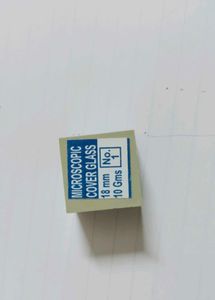 MICROSCOPIC
COVER GLASS
18 mm
10 Gms
No.
1